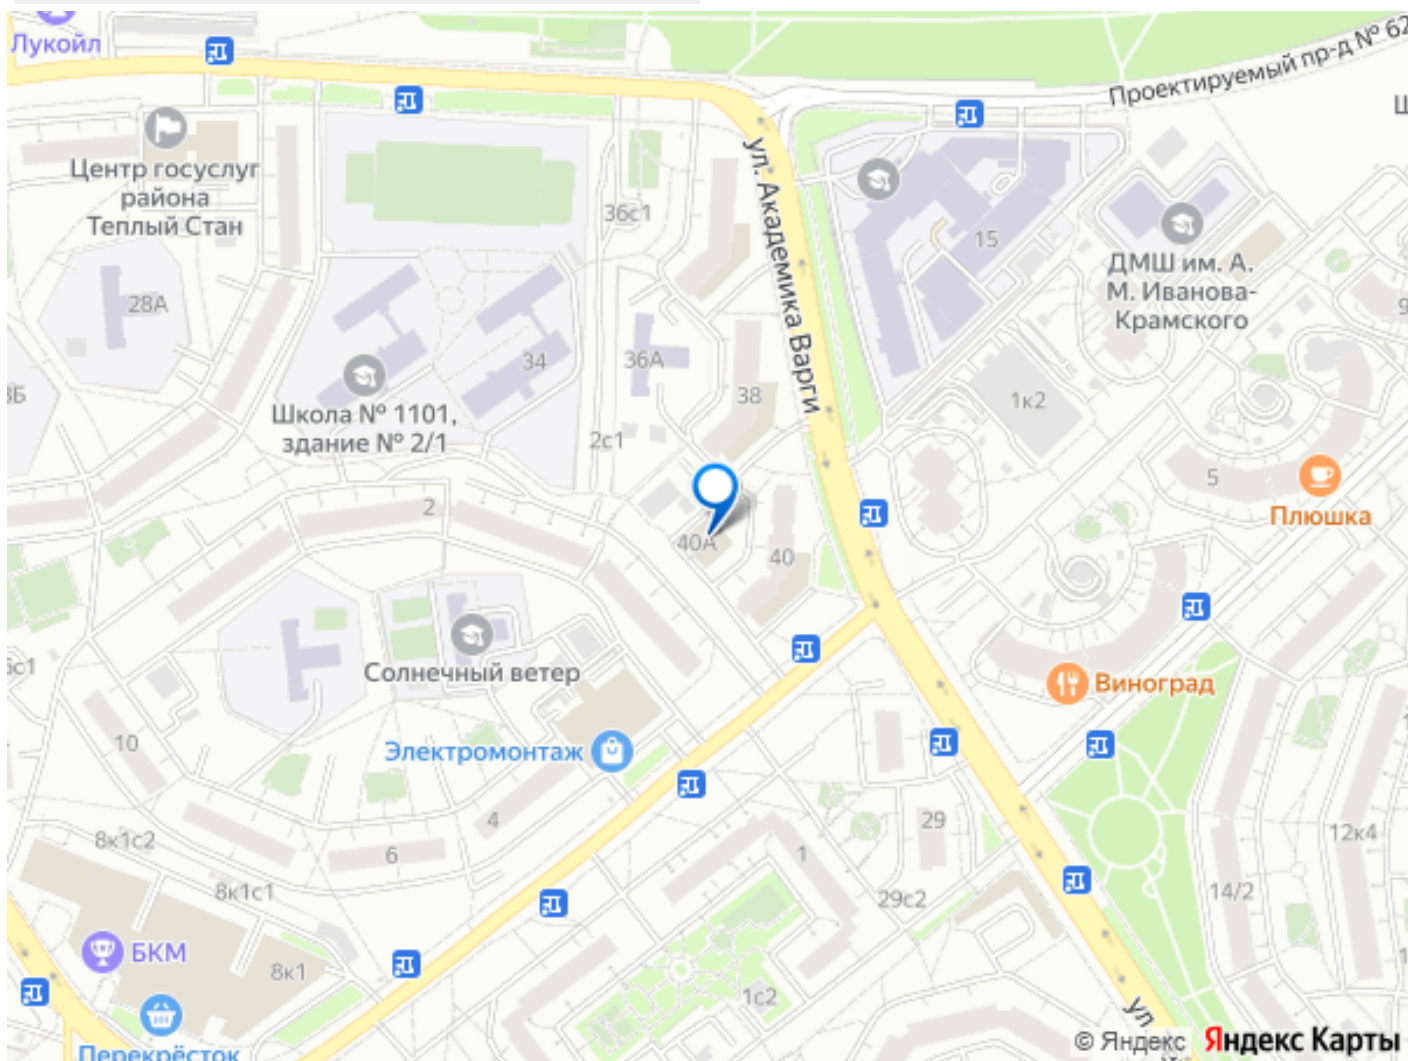 Лукойл
Проектируемый пр-д № 62
Центр госуслуг
района
Теплый Стан
ул. Академика Варги
36с1
15
ДМШ им. А.
М. Иванова-
Крамского
28А
36А
34
38
1к2
Школа № 1101,
здание № 2/1
2с1
5
Плюшка
2
40А
40
Солнечный ветер
Виноград
10
Электромонтаж
4
6
8к1с2
8к1с1
1
29
29с2
12к4
14/2
БКМ
8к1
1с2
ул.
Перекрёсток
© Яндекс Яндекс Карты